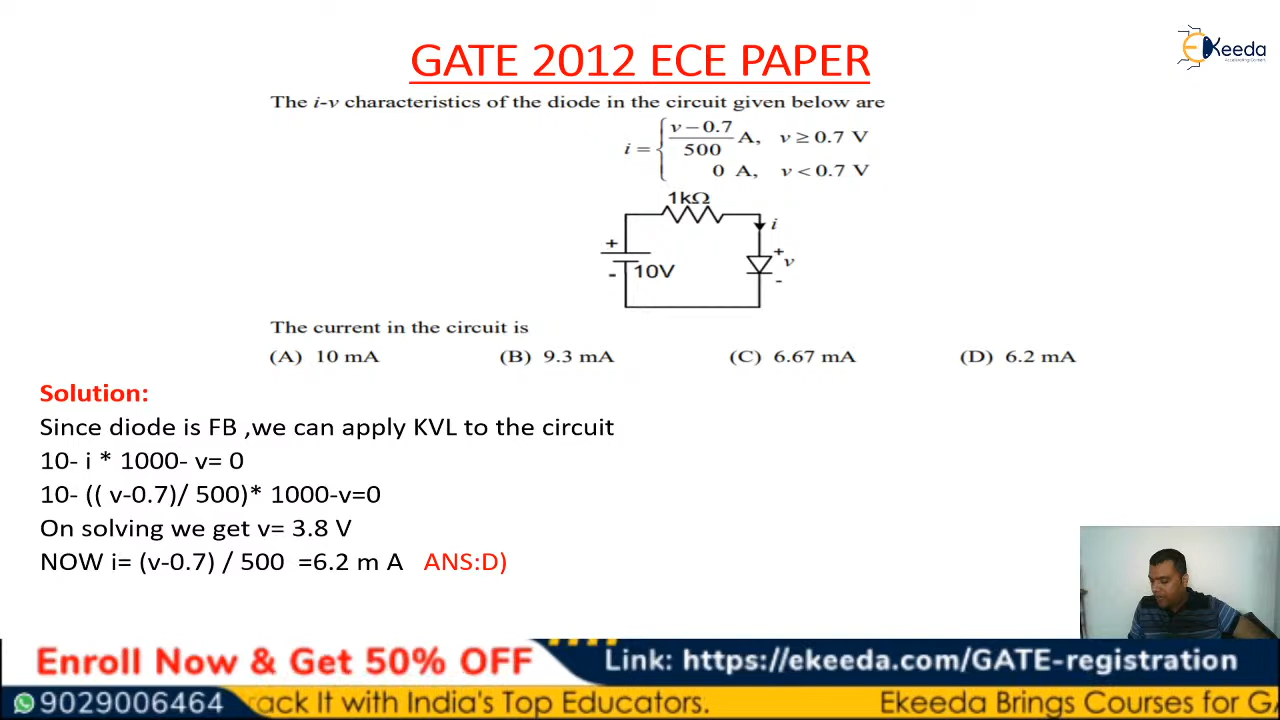 GATE 2012 ECE PAPER
Ekeeda
The i-v characteristics of the diode in the circuit given below are
i = { v − 0.7 / 500 A, v ≥ 0.7 V
0 A, v < 0.7 V
1kΩ
i
+
+
v
-
10V
-
The current in the circuit is
(A) 10 mA (B) 9.3 mA (C) 6.67 mA (D) 6.2 mA
Solution:
Since diode is FB ,we can apply KVL to the circuit
10- i * 1000- v= 0
10- (( v-0.7)/ 500)* 1000-v=0
On solving we get v= 3.8 V
NOW i= (v-0.7) / 500 =6.2 m A ANS:D)
Enroll Now & Get 50% OFF
Link: https://ekeeda.com/GATE-registration
9029006464
rack It with India's Top Educators. Ekeeda Brings Courses for GA